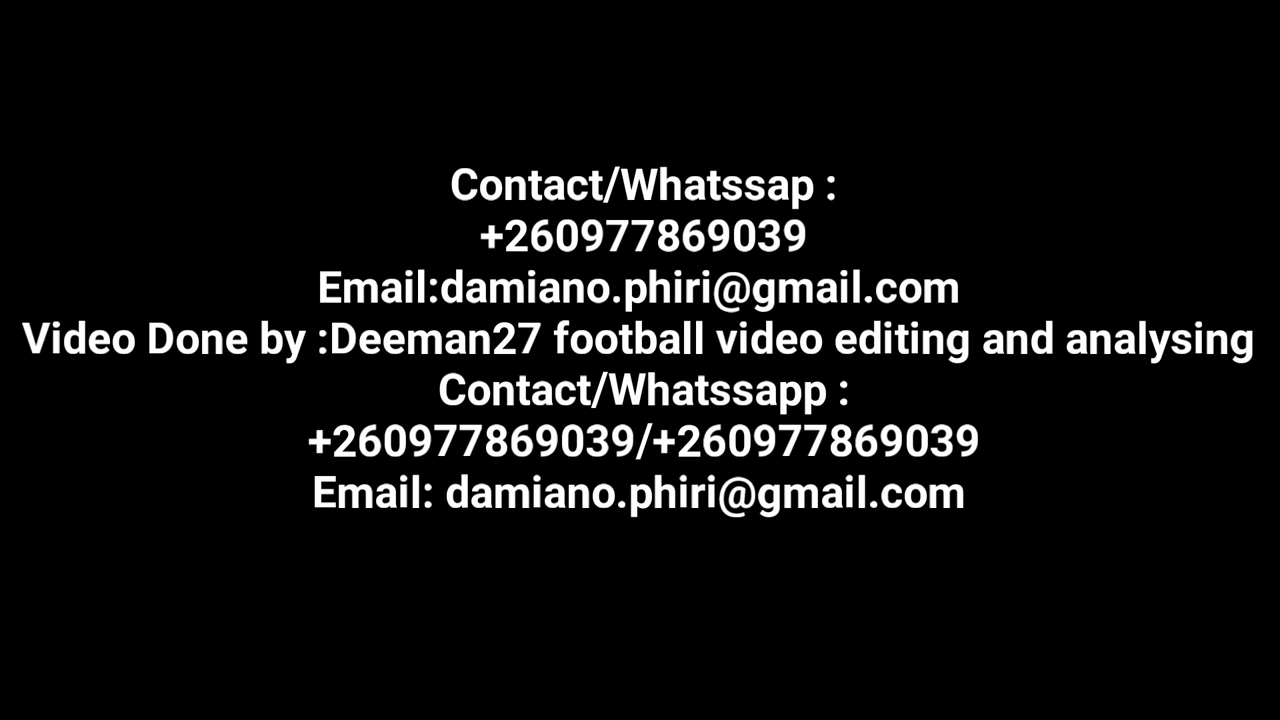 Contact/Whatssap :
+260977869039
Email:damiano.phiri@gmail.com
Video Done by :Deeman27 football video editing and analysing
Contact/Whatssapp :
+260977869039/+260977869039
Email: damiano.phiri@gmail.com